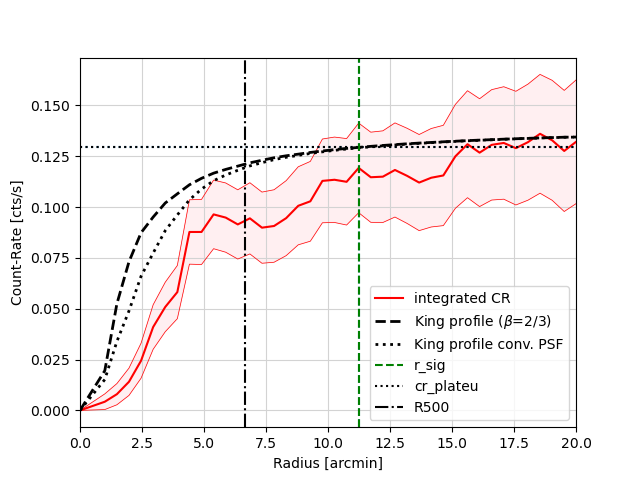 0.150
0.125
0.100
0.075
0.050
0.025
0.000
Count-Rate [cts/s]
integrated CR
King profile (β=2/3)
King profile conv. PSF
r_sig
cr_plateu
R500
0.0 2.5 5.0 7.5 10.0 12.5 15.0 17.5 20.0
Radius [arcmin]